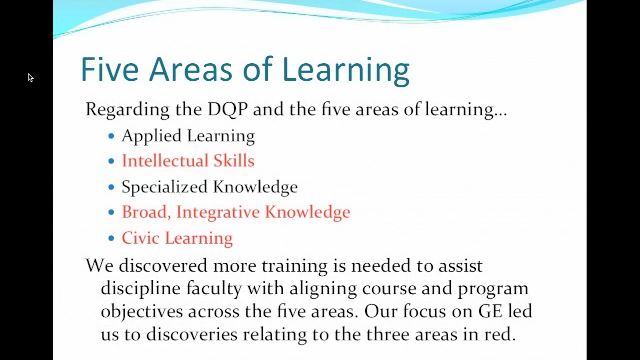 Five Areas of Learning
Regarding the DQP and the five areas of learning...
• Applied Learning
• Intellectual Skills
• Specialized Knowledge
• Broad, Integrative Knowledge
• Civic Learning
We discovered more training is needed to assist
discipline faculty with aligning course and program
objectives across the five areas. Our focus on GE led
us to discoveries relating to the three areas in red.